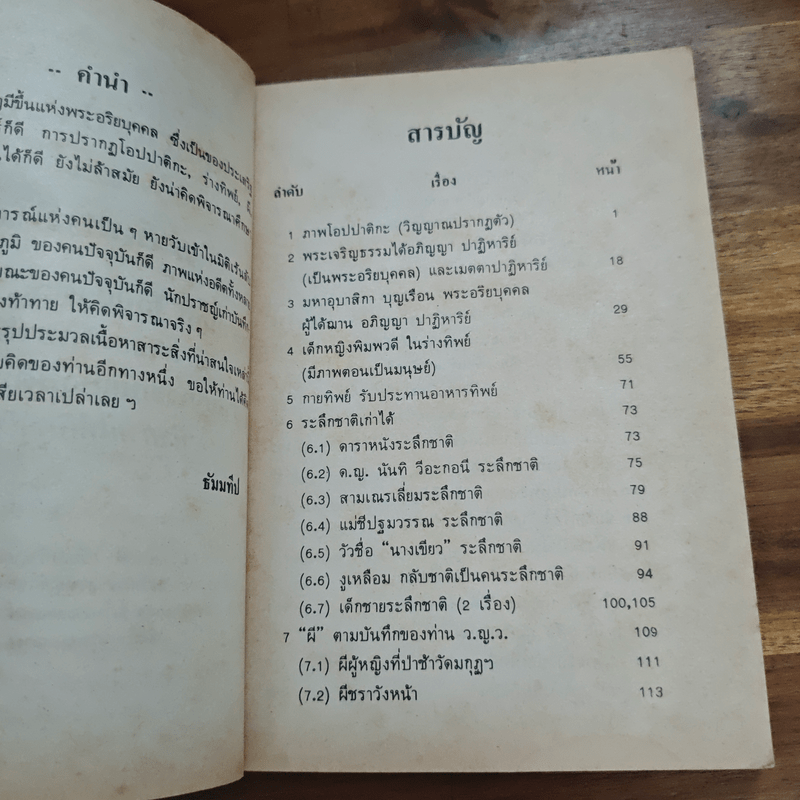 -- คำนำ --
มีขึ้นแห่งพระอริยบุคคล ซึ่งเป็นของประเสริฐ
ก็ดี การปรากฏโอปปาติกะ, ร่างทิพย์,
ได้ก็ดี ยังไม่ล้าสมัย ยังน่าคิดพิจารณาศึกษา
ารณ์แห่งคนเป็น ๆ หายวับเข้าในมิติเร้นลับ
ภูมิ ของคนปัจจุบันก็ดี ภาพแห่งอดีตทั้งหลาย
ขณะของคนปัจจุบันก็ดี นักปราชญ์เก่าบันทึก
งท้าทาย ให้คิดพิจารณาจริง ๆ
รุปประมวลเนื้อหาสาระสิ่งที่น่าสนใจเหล่า
คิดของท่านอีกทางหนึ่ง ขอให้ท่านได้
สียเวลาเปล่าเลย ๆ
ธัมมทีป
สารบัญ
ลำดับ เรื่อง หน้า
1 ภาพโอปปาติกะ (วิญญาณปรากฏตัว) 1
2 พระเจริญธรรมได้อภิญญา ปาฏิหาริย์
(เป็นพระอริยบุคคล) และเมตตาปาฏิหาริย์ 18
3 มหาอุบาสิกา บุญเรือน พระอริยบุคคล
ผู้ได้ฌาน อภิญญา ปาฏิหาริย์ 29
4 เด็กหญิงพิมพวดี ในร่างทิพย์
(มีภาพตอนเป็นมนุษย์) 55
5 กายทิพย์ รับประทานอาหารทิพย์ 71
6 ระลึกชาติเก่าได้ 73
(6.1) ดาราหนังระลึกชาติ 73
(6.2) ด.ญ. นันทิ วีอะกอนี ระลึกชาติ 75
(6.3) สามเณรเลี่ยมระลึกชาติ 79
(6.4) แม่ชีปฐมวรรณ ระลึกชาติ 88
(6.5) วัวชื่อ "นางเขียว" ระลึกชาติ 91
(6.6) งูเหลือม กลับชาติเป็นคนระลึกชาติ 94
(6.7) เด็กชายระลึกชาติ (2 เรื่อง) 100,105
7 "ผี" ตามบันทึกของท่าน ว.ญ.ว. 109
(7.1) ผีผู้หญิงที่ป่าช้าวัดมกุฎฯ 111
(7.2) ผีชราวังหน้า 113